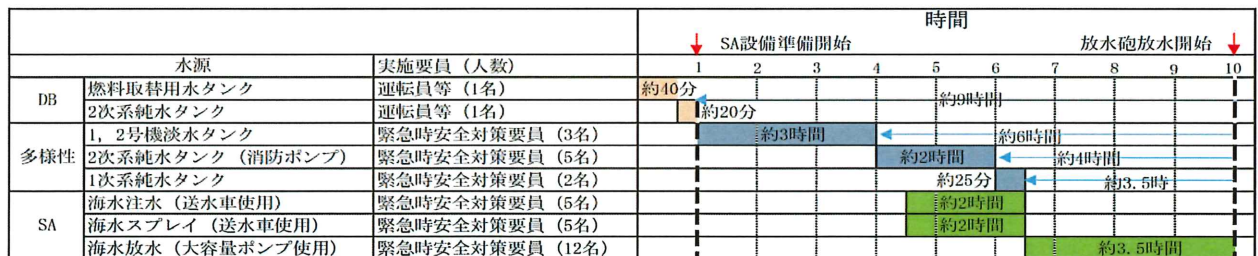 時間
SA設備準備開始 放水砲放水開始
水源 実施要員（人数） 1 2 3 4 5 6 7 8 9 10
DB 燃料取替用水タンク 運転員等（1名） 約40分
2次系純水タンク 運転員等（1名） 約20分 約9時間
多様性 1，2号機淡水タンク 緊急時安全対策要員（3名） 約3時間 約6時間
2次系純水タンク（消防ポンプ） 緊急時安全対策要員（5名） 約2時間 約4時間
1次系純水タンク 緊急時安全対策要員（2名） 約25分 約3.5時
SA 海水注水（送水車使用） 緊急時安全対策要員（5名） 約2時間
海水スプレイ（送水車使用） 緊急時安全対策要員（5名） 約2時間
海水放水（大容量ポンプ使用） 緊急時安全対策要員（12名） 約3.5時間